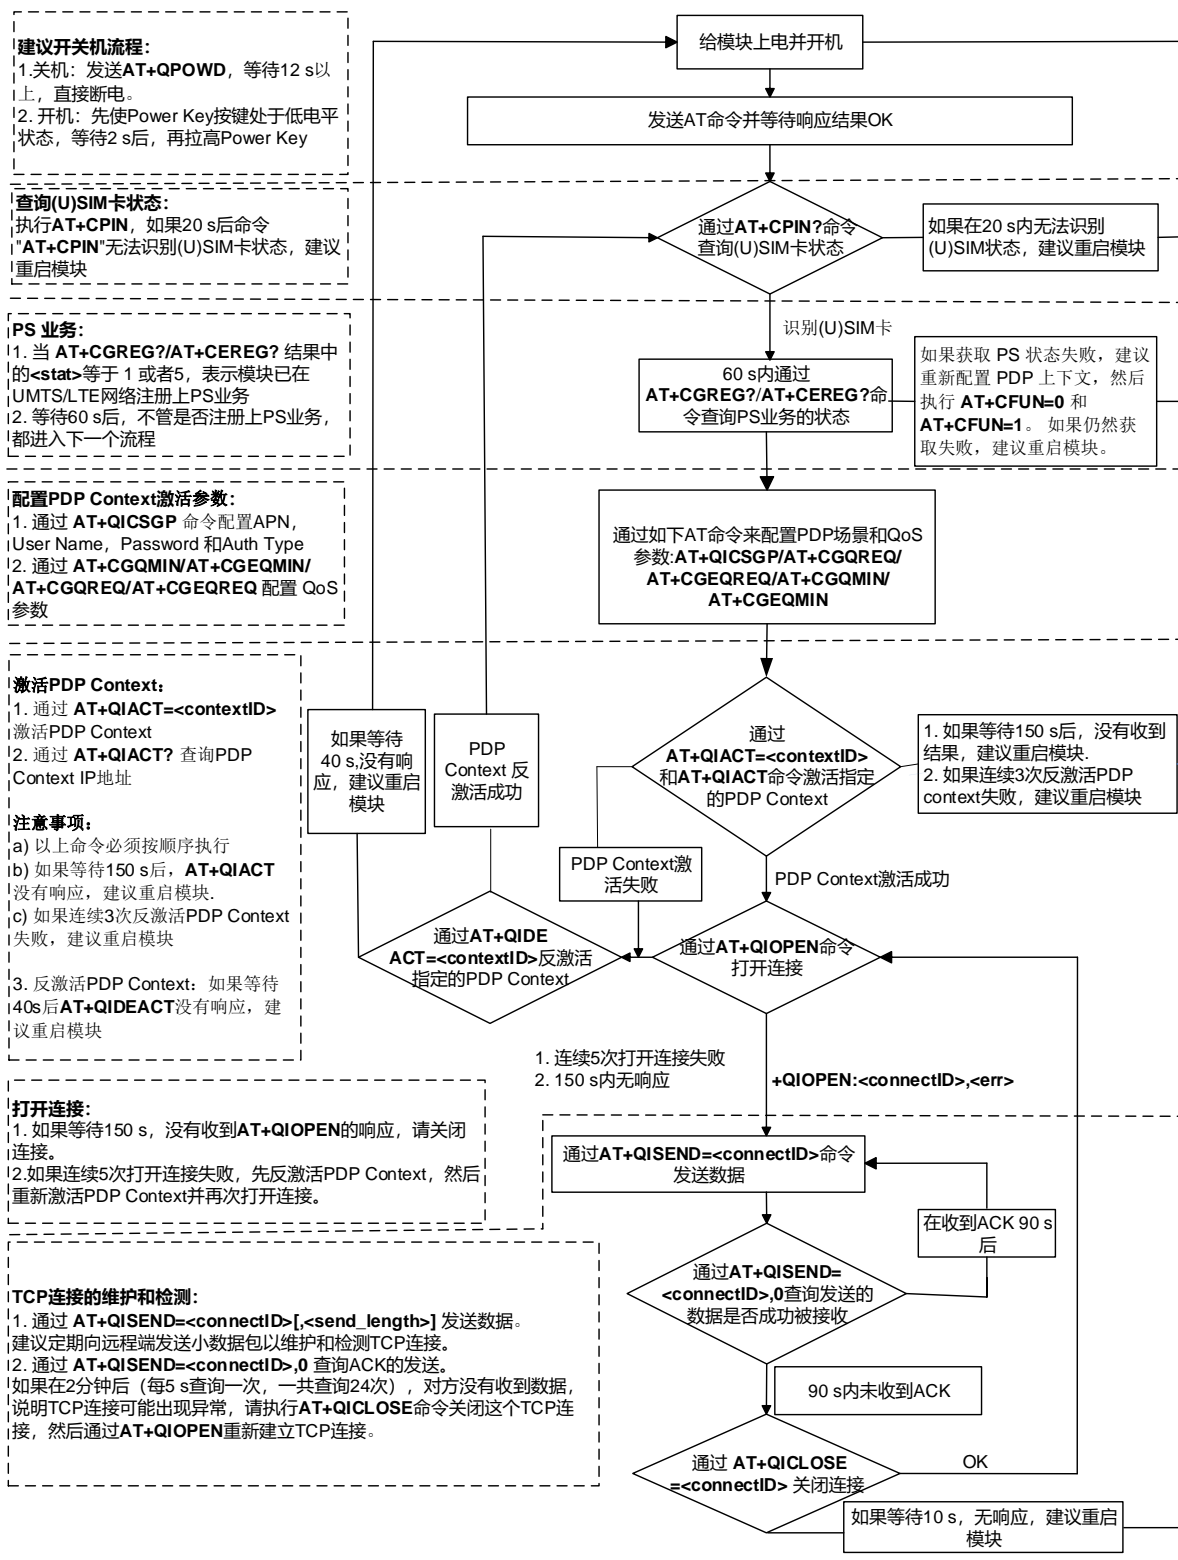 建议开关机流程：
1.关机：发送AT+QPOWD，等待12 s以
上，直接断电。
2. 开机：先使Power Key按键处于低电平
状态，等待2 s后，再拉高Power Key
给模块上电并开机
发送AT命令并等待响应结果OK
查询(U)SIM卡状态：
执行AT+CPIN，如果20 s后命令
"AT+CPIN"无法识别(U)SIM卡状态，建议
重启模块
通过AT+CPIN?命令
查询(U)SIM卡状态
如果在20 s内无法识别
(U)SIM状态，建议重启模块
识别(U)SIM卡
PS 业务：
1. 当 AT+CGREG?/AT+CEREG? 结果中
的<stat>等于 1 或者5，表示模块已在
UMTS/LTE网络注册上PS业务
2. 等待60 s后，不管是否注册上PS业务，
都进入下一个流程
60 s内通过
AT+CGREG?/AT+CEREG?命
令查询PS业务的状态
如果获取 PS 状态失败，建议
重新配置 PDP 上下文，然后
执行 AT+CFUN=0 和
AT+CFUN=1。 如果仍然获
取失败，建议重启模块。
配置PDP Context激活参数：
1. 通过 AT+QICSGP 命令配置APN，
User Name，Password 和Auth Type
2. 通过 AT+CGQMIN/AT+CGEQMIN/
AT+CGQREQ/AT+CGEQREQ 配置 QoS
参数
通过如下AT命令来配置PDP场景和QoS
参数:AT+QICSGP/AT+CGQREQ/
AT+CGEQREQ/AT+CGQMIN/
AT+CGEQMIN
激活PDP Context：
1. 通过 AT+QIACT=<contextID>
激活PDP Context
2. 通过 AT+QIACT? 查询PDP
Context IP地址
注意事项：
a) 以上命令必须按顺序执行
b) 如果等待150 s后，AT+QIACT
没有响应，建议重启模块.
c) 如果连续3次反激活PDP Context
失败，建议重启模块
3. 反激活PDP Context：如果等待
40s后AT+QIDEACT没有响应，建
议重启模块
如果等待
40 s,没有响
应，建议重启
模块
PDP
Context 反
激活成功
通过
AT+QIACT=<contextID>
和AT+QIACT命令激活指定
的PDP Context
1. 如果等待150 s后，没有收到
结果，建议重启模块.
2. 如果连续3次反激活PDP
context失败，建议重启模块
PDP Context激
活失败
PDP Context激活成功
通过AT+QIDE
ACT=<contextID>反激活
指定的PDP Context
通过AT+QIOPEN命令
打开连接
1. 连续5次打开连接失败
2. 150 s内无响应
+QIOPEN:<connectID>,<err>
打开连接：
1. 如果等待150 s，没有收到AT+QIOPEN的响应，请关闭
连接。
2.如果连续5次打开连接失败，先反激活PDP Context，然后
重新激活PDP Context并再次打开连接。
通过AT+QISEND=<connectID>命令
发送数据
在收到ACK 90 s
后
通过AT+QISEND=
<connectID>,0查询发送的
数据是否成功被接收
TCP连接的维护和检测：
1. 通过 AT+QISEND=<connectID>[,<send_length>] 发送数据。
建议定期向远程端发送小数据包以维护和检测TCP连接。
2. 通过 AT+QISEND=<connectID>,0 查询ACK的发送。
如果在2分钟后（每5 s查询一次，一共查询24次），对方没有收到数据，
说明TCP连接可能出现异常，请执行AT+QICLOSE命令关闭这个TCP连
接，然后通过AT+QIOPEN重新建立TCP连接。
90 s内未收到ACK
通过 AT+QICLOSE
=<connectID> 关闭连接
OK
如果等待10 s，无响应，建议重启
模块